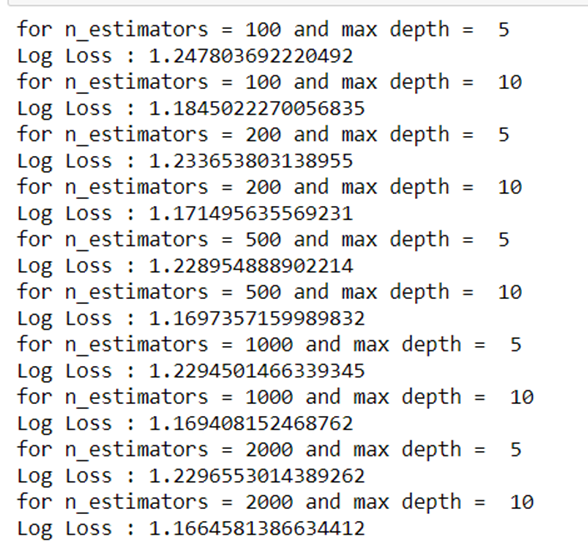 for n_estimators = 100 and max depth =  5
Log Loss : 1.247803692220492
for n_estimators = 100 and max depth =  10
Log Loss : 1.1845022270056835
for n_estimators = 200 and max depth =  5
Log Loss : 1.233653803138955
for n_estimators = 200 and max depth =  10
Log Loss : 1.171495635569231
for n_estimators = 500 and max depth =  5
Log Loss : 1.228954888902214
for n_estimators = 500 and max depth =  10
Log Loss : 1.1697357159989832
for n_estimators = 1000 and max depth =  5
Log Loss : 1.2294501466339345
for n_estimators = 1000 and max depth =  10
Log Loss : 1.169408152468762
for n_estimators = 2000 and max depth =  5
Log Loss : 1.2296553014389262
for n_estimators = 2000 and max depth =  10
Log Loss : 1.1664581386634412